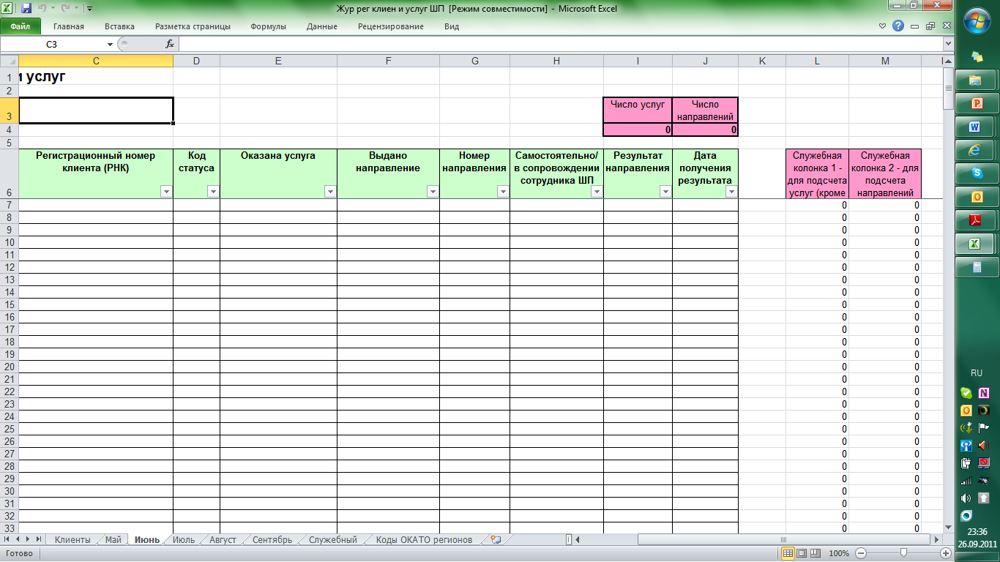 Жур рег клиен и услуг ШП [Режим совместимости] - Microsoft Excel
Файл Главная Вставка Разметка страницы Формулы Данные Рецензирование Вид
C3 fx
C D E F G H I J K L M
1 и услуг
2
3 Число услуг Число направлений
4 0 0
5
6 Регистрационный номер клиента (РНК) Код статуса Оказана услуга Выдано направление Номер направления Самостоятельно/ в сопровождении сотрудника ШП Результат направления Дата получения результата Служебная колонка 1 - для подсчета услуг (кроме Служебная колонка 2 - для подсчета направлений
7 0 0
8 0 0
9 0 0
10 0 0
11 0 0
12 0 0
13 0 0
14 0 0
15 0 0
16 0 0
17 0 0
18 0 0
19 0 0
20 0 0
21 0 0
22 0 0
23 0 0
24 0 0
25 0 0
26 0 0
27 0 0
28 0 0
29 0 0
30 0 0
31 0 0
32 0 0
33 0 0
Клиенты Май Июнь Июль Август Сентябрь Служебный Коды ОКАТО регионов
Готово 100%
RU
23:36
26.09.2011